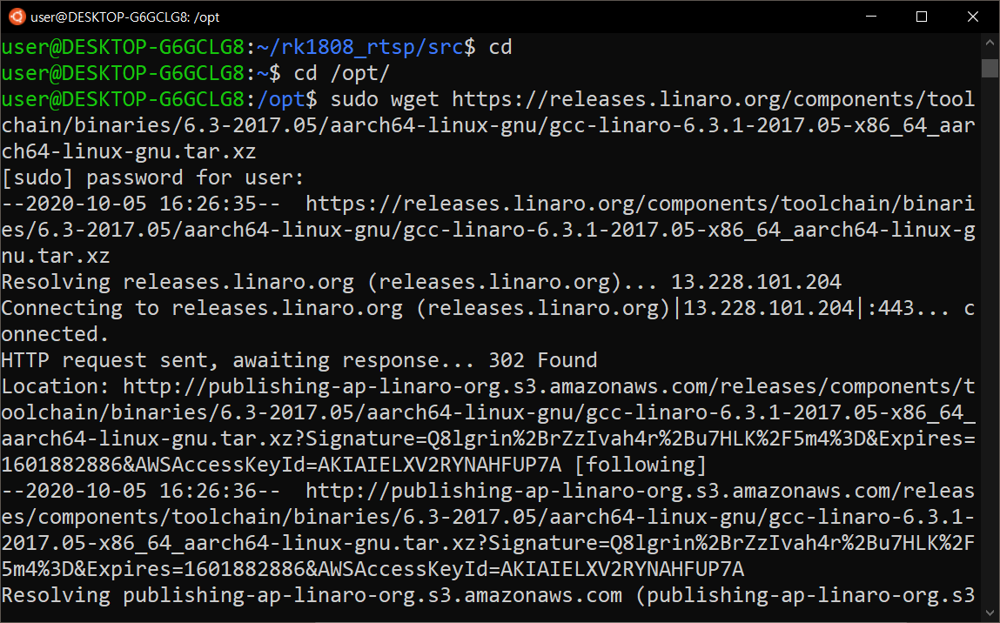 user@DESKTOP-G6GCLG8: /opt
user@DESKTOP-G6GCLG8:~/rk1808_rtsp/src$ cd
user@DESKTOP-G6GCLG8:~$ cd /opt/
user@DESKTOP-G6GCLG8:/opt$ sudo wget https://releases.linaro.org/components/tool
chain/binaries/6.3-2017.05/aarch64-linux-gnu/gcc-linaro-6.3.1-2017.05-x86_64_aar
ch64-linux-gnu.tar.xz
[sudo] password for user:
--2020-10-05 16:26:35--  https://releases.linaro.org/components/toolchain/binari
es/6.3-2017.05/aarch64-linux-gnu/gcc-linaro-6.3.1-2017.05-x86_64_aarch64-linux-g
nu.tar.xz
Resolving releases.linaro.org (releases.linaro.org)... 13.228.101.204
Connecting to releases.linaro.org (releases.linaro.org)|13.228.101.204|:443... c
onnected.
HTTP request sent, awaiting response... 302 Found
Location: http://publishing-ap-linaro-org.s3.amazonaws.com/releases/components/t
oolchain/binaries/6.3-2017.05/aarch64-linux-gnu/gcc-linaro-6.3.1-2017.05-x86_64_
aarch64-linux-gnu.tar.xz?Signature=Q8lgrin%2BrZzIvah4r%2Bu7HLK%2F5m4%3D&Expires=
1601882886&AWSAccessKeyId=AKIAIELXV2RYNAHFUP7A [following]
--2020-10-05 16:26:36--  http://publishing-ap-linaro-org.s3.amazonaws.com/releas
es/components/toolchain/binaries/6.3-2017.05/aarch64-linux-gnu/gcc-linaro-6.3.1-
2017.05-x86_64_aarch64-linux-gnu.tar.xz?Signature=Q8lgrin%2BrZzIvah4r%2Bu7HLK%2F
5m4%3D&Expires=1601882886&AWSAccessKeyId=AKIAIELXV2RYNAHFUP7A
Resolving publishing-ap-linaro-org.s3.amazonaws.com (publishing-ap-linaro-org.s3